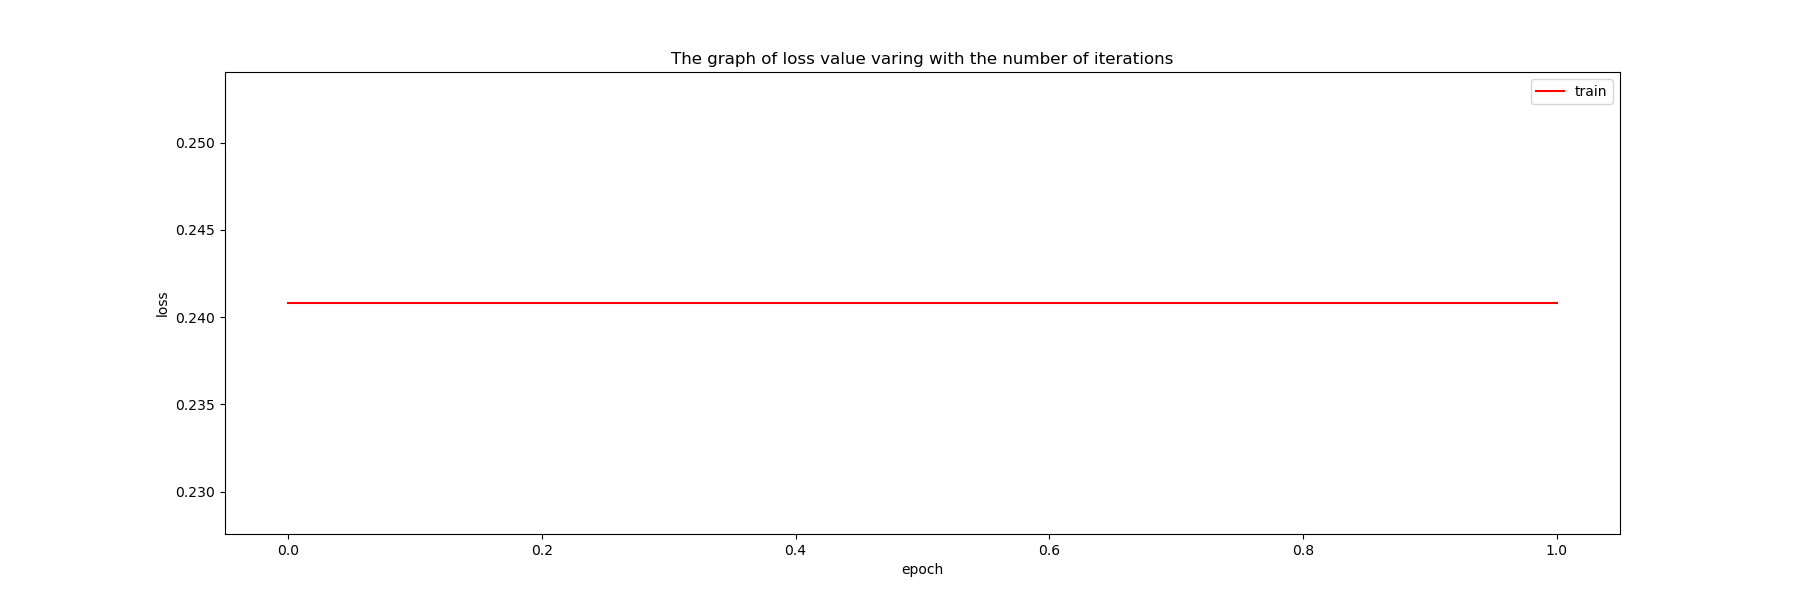 The graph of loss value varing with the number of iterations
train
0.250
0.245
0.240
0.235
0.230
loss
0.0 0.2 0.4 0.6 0.8 1.0
epoch